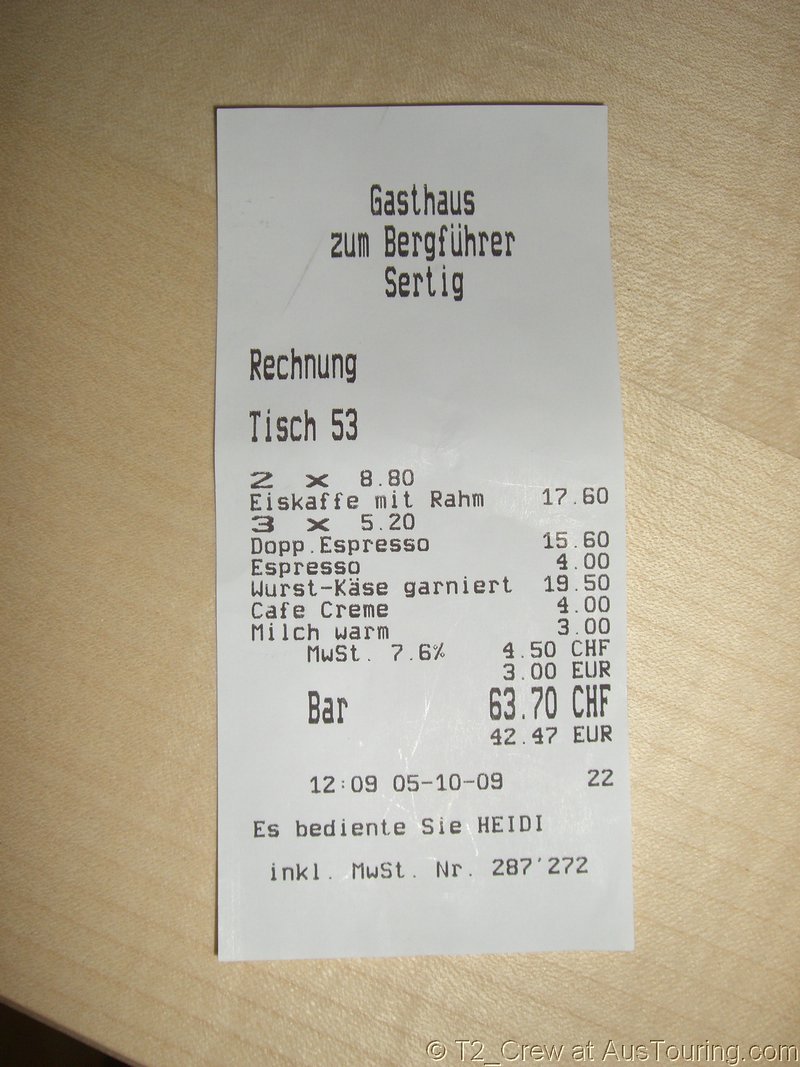 Gasthaus
zum Bergführer
Sertig
Rechnung
Tisch 53
2 x 8.80
Eiskaffe mit Rahm 17.60
3 x 5.20
Dopp.Espresso 15.60
Espresso 4.00
Wurst-Käse garniert 19.50
Cafe Creme 4.00
Milch warm 3.00
MwSt. 7.6% 4.50 CHF
3.00 EUR
Bar 63.70 CHF
42.47 EUR
12:09 05-10-09 22
Es bediente Sie HEIDI
inkl. MwSt. Nr. 287'272
© T2_Crew at AusTouring.com